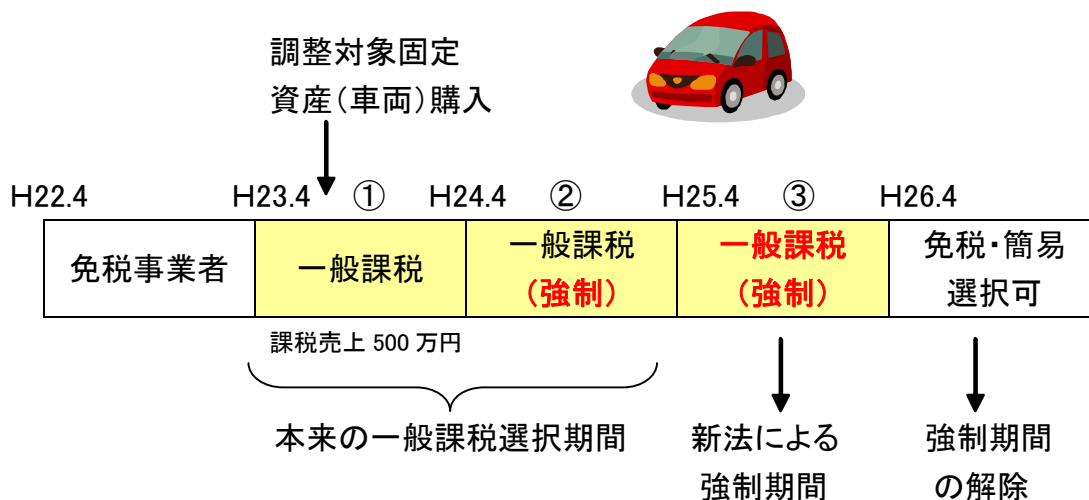 調整対象固定
資産(車両)購入
H22.4 H23.4 ① H24.4 ② H25.4 ③ H26.4
免税事業者
一般課税
一般課税
(強制)
一般課税
(強制)
免税・簡易
選択可
課税売上 500 万円
本来の一般課税選択期間
新法による
強制期間
強制期間
の解除